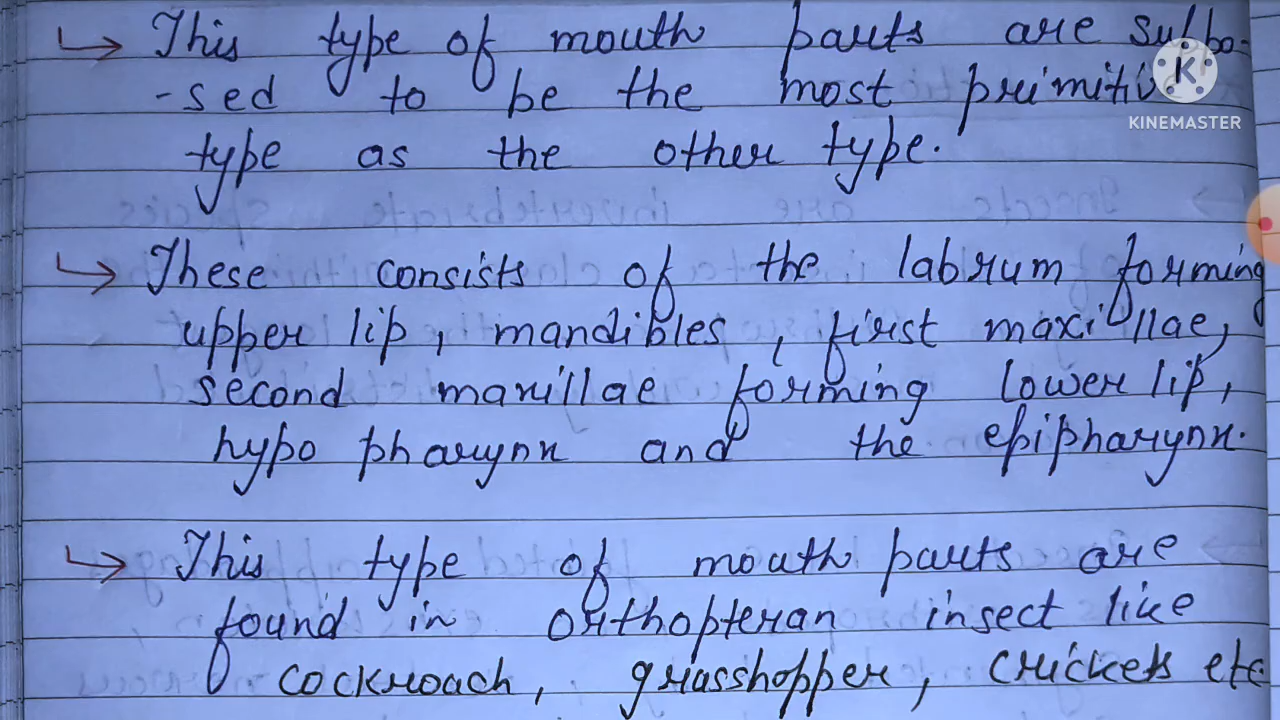 ↳ This type of mouth parts are suppo-
-sed to be the most primitive
KINEMASTER
type as the other type.
↳ These consists of the labrum forming
upper lip, mandibles, first maxillae,
second maxillae forming lower lip,
hypo pharynx and the epipharynx.
↳ This type of mouth parts are
found in orthopteran insect like
cockroach, grasshopper, crickets etc